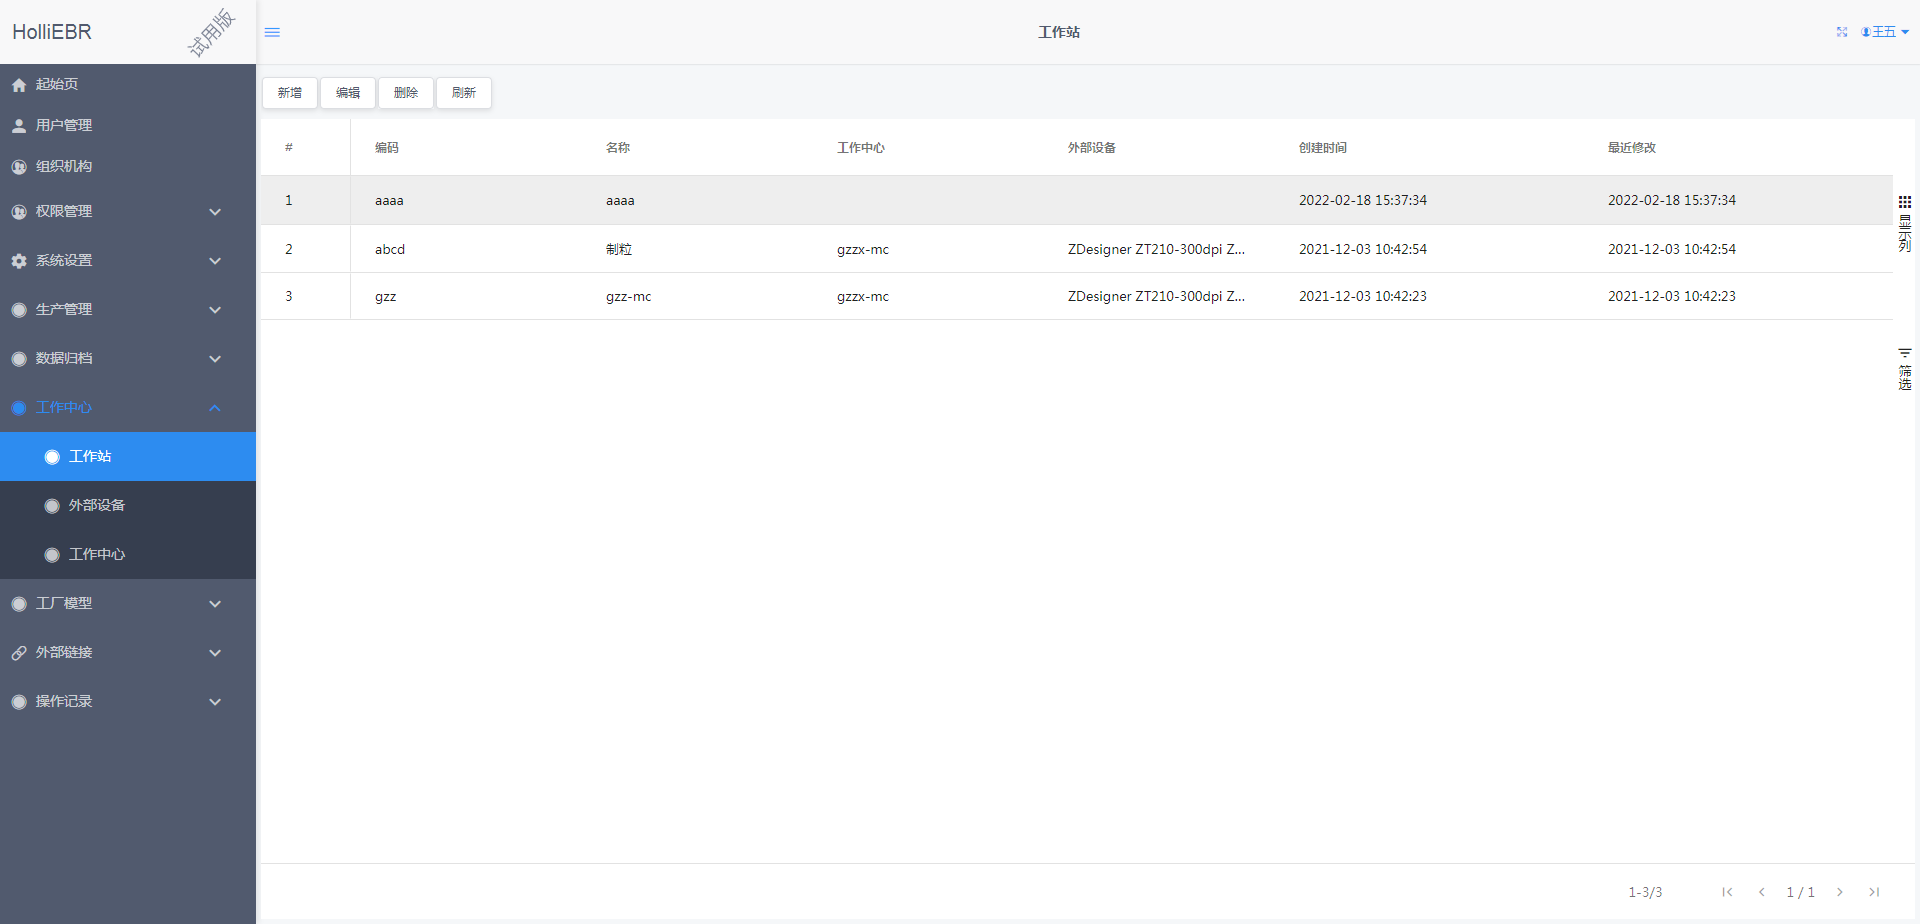 HolliEBR
试用版
工作站
王五
起始页
用户管理
组织机构
权限管理
系统设置
生产管理
数据归档
工作中心
工作站
外部设备
工作中心
工厂模型
外部链接
操作记录
新增 编辑 删除 刷新
# 编码 名称 工作中心 外部设备 创建时间 最近修改
1 aaaa aaaa 2022-02-18 15:37:34 2022-02-18 15:37:34
2 abcd 制粒 gzzx-mc ZDesigner ZT210-300dpi Z... 2021-12-03 10:42:54 2021-12-03 10:42:54
3 gzz gzz-mc gzzx-mc ZDesigner ZT210-300dpi Z... 2021-12-03 10:42:23 2021-12-03 10:42:23
显示列
筛选
1-3/3 1 / 1